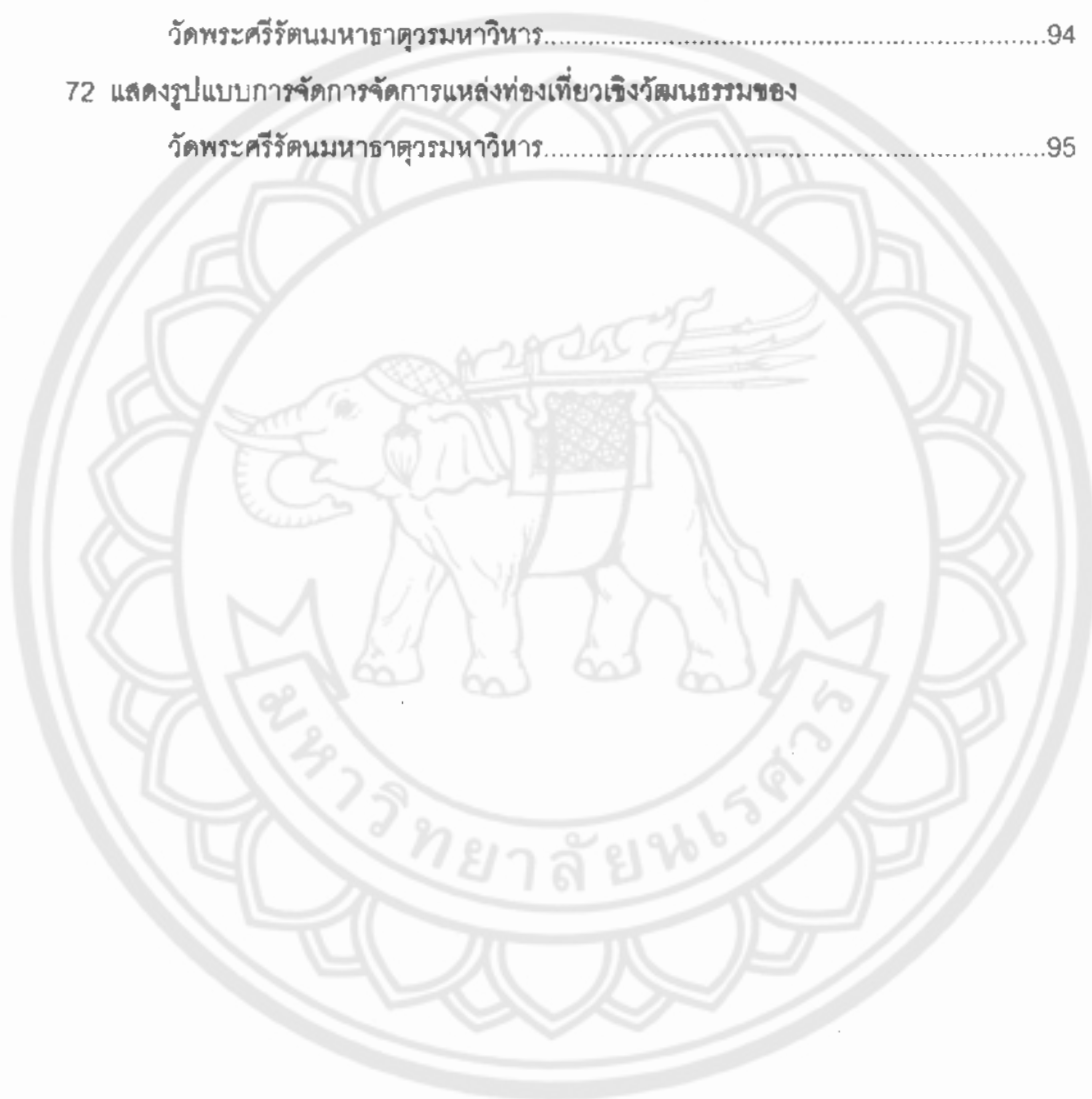 วัดพระศรีรัตนมหาธาตุวรมหาวิหาร..........................................................................94
72 แสดงรูปแบบการจัดการจัดการแหล่งท่องเที่ยวเชิงวัฒนธรรมของ
วัดพระศรีรัตนมหาธาตุวรมหาวิหาร..........................................................................95
มหาวิทยาลัยนเรศวร